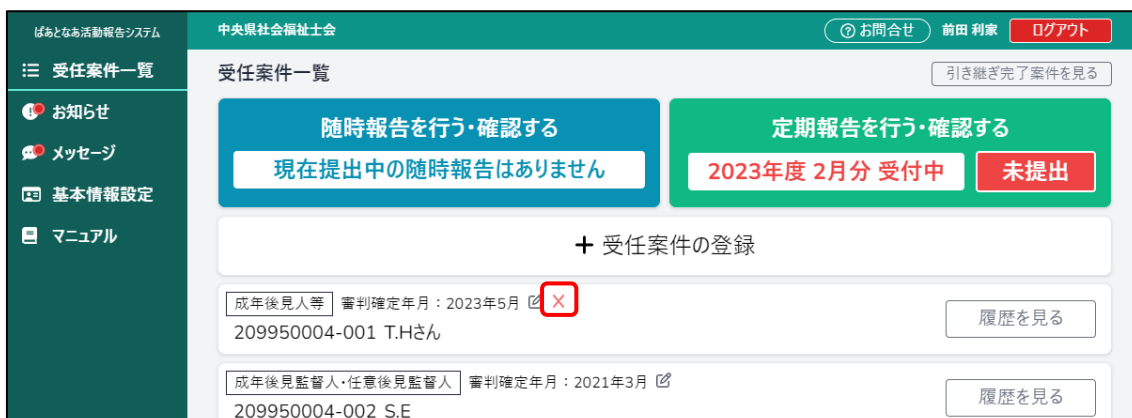 ぱあとなあ活動報告システム
中央県社会福祉士会
お問合せ
前田 利家
ログアウト
受任案件一覧
お知らせ
メッセージ
基本情報設定
マニュアル
受任案件一覧
引き継ぎ完了案件を見る
随時報告を行う・確認する
現在提出中の随時報告はありません
定期報告を行う・確認する
2023年度 2月分 受付中
未提出
+ 受任案件の登録
成年後見人等 審判確定年月：2023年5月
209950004-001 T.Hさん
履歴を見る
成年後見監督人・任意後見監督人 審判確定年月：2021年3月
209950004-002 S.E
履歴を見る